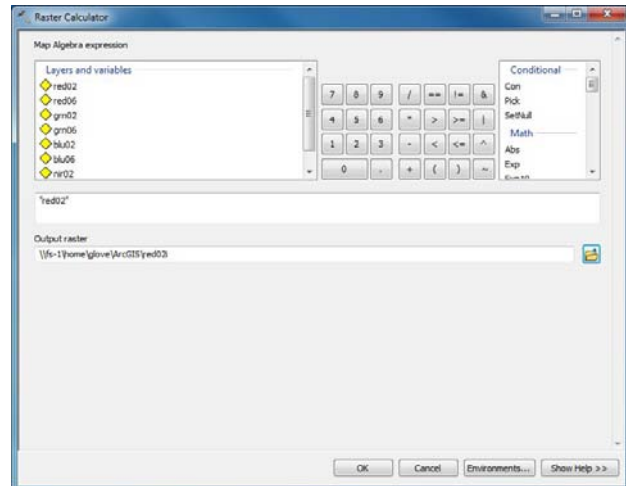 Raster Calculator
Map Algebra expression
Layers and variables
red02
red06
grn02
grn06
blu02
blu06
nir02
7 8 9 / == != &
4 5 6 * > >= |
1 2 3 - < <= ^
0 . + ( ) ~
Conditional
Con
Pick
SetNull
Math
Abs
Exp
"red02"
Output raster
\\fs-1\home\glove\ArcGIS\red02i
OK Cancel Environments... Show Help >>